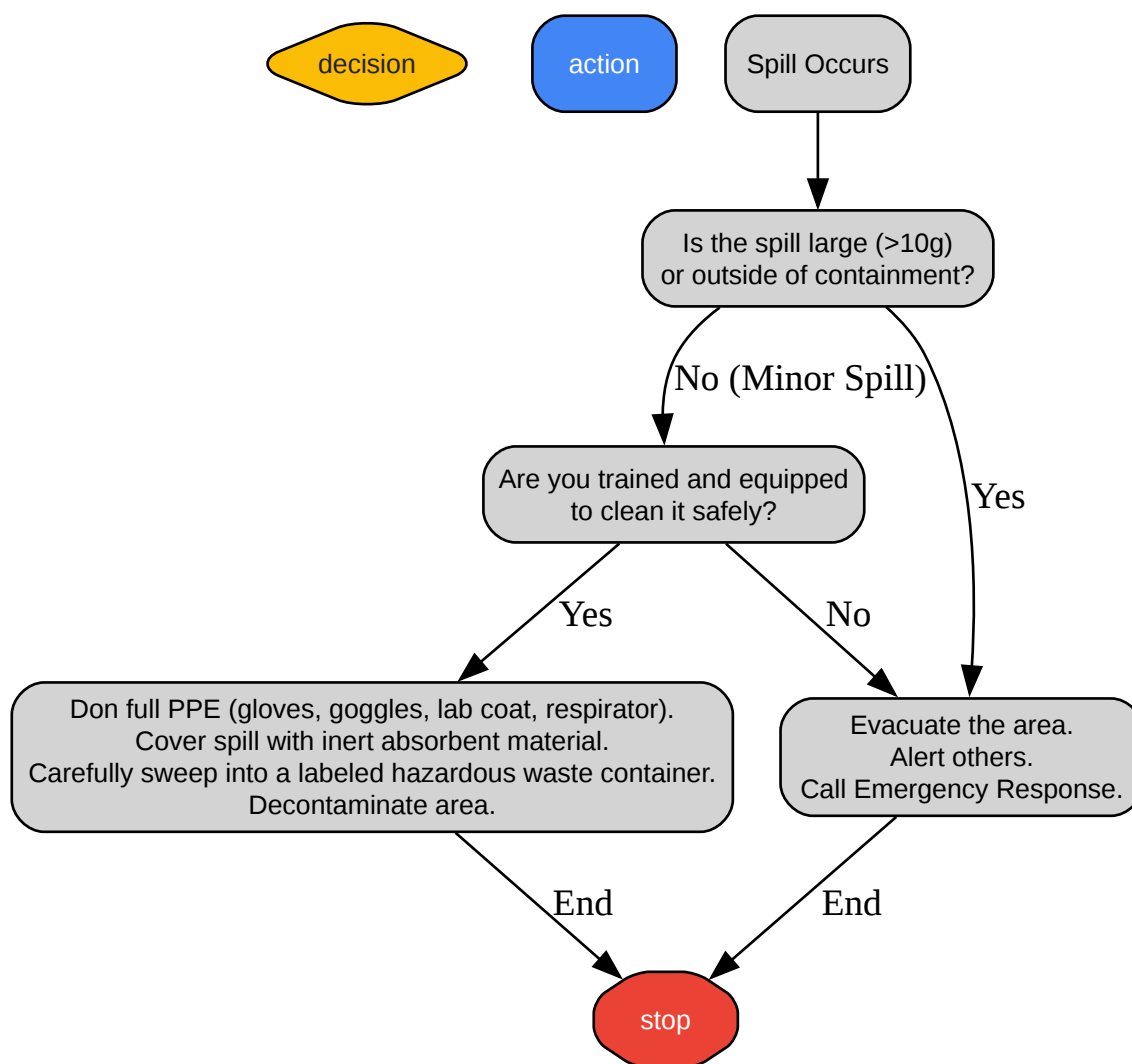 decision
action
Spill Occurs
Is the spill large (>10g)
or outside of containment?
No (Minor Spill)
Yes
Are you trained and equipped
to clean it safely?
Yes
No
Don full PPE (gloves, goggles, lab coat, respirator).
Cover spill with inert absorbent material.
Carefully sweep into a labeled hazardous waste container.
Decontaminate area.
Evacuate the area.
Alert others.
Call Emergency Response.
End
End
stop